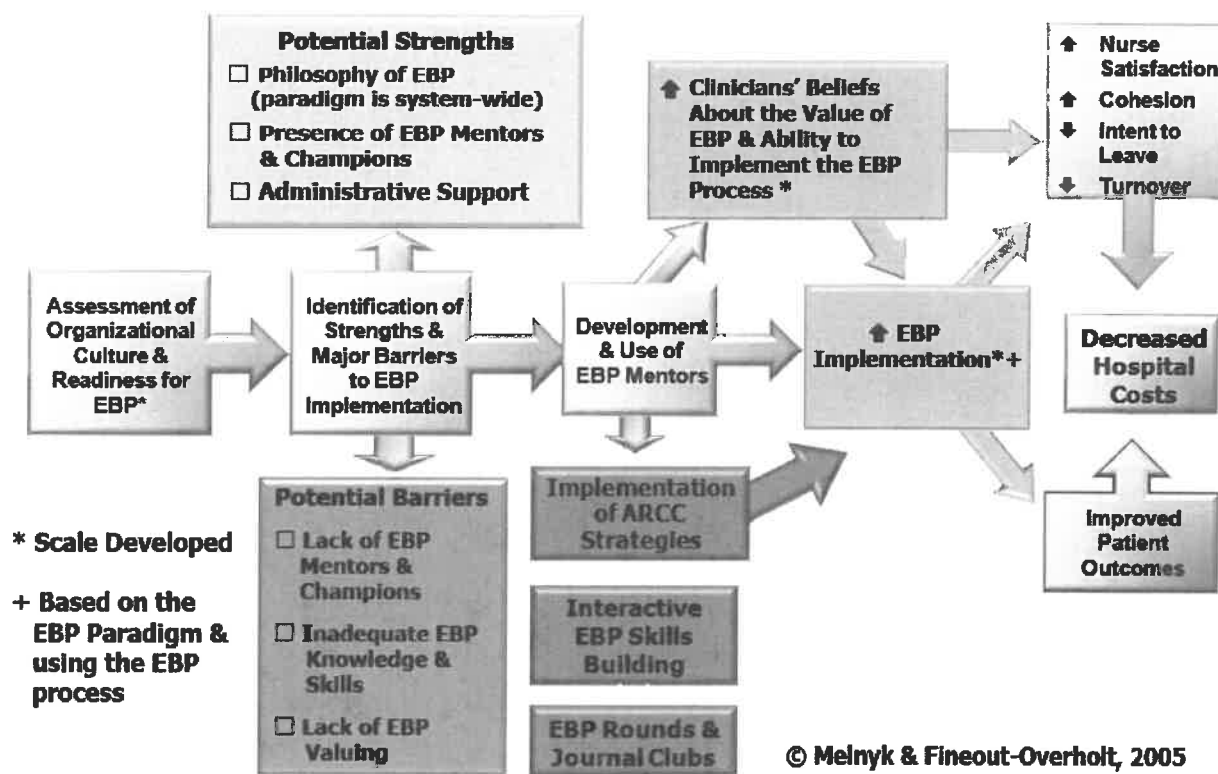 Potential Strengths
☐ Philosophy of EBP
(paradigm is system-wide)
☐ Presence of EBP Mentors
& Champions
☐ Administrative Support
Clinicians' Beliefs
About the Value of
EBP & Ability to
Implement the EBP
Process *
Nurse
Satisfaction
Cohesion
Intent to
Leave
Turnover
Assessment of
Organizational
Culture &
Readiness for
EBP*
Identification of
Strengths &
Major Barriers
to EBP
Implementation
Development
& Use of
EBP Mentors
EBP
Implementation*+
Decreased
Hospital
Costs
Potential Barriers
☐ Lack of EBP
Mentors &
Champions
☐ Inadequate EBP
Knowledge &
Skills
☐ Lack of EBP
Valuing
Implementation
of ARCC
Strategies
Interactive
EBP Skills
Building
EBP Rounds &
Journal Clubs
Improved
Patient
Outcomes
* Scale Developed
+ Based on the
EBP Paradigm &
using the EBP
process
© Melnyk & Fineout-Overholt, 2005